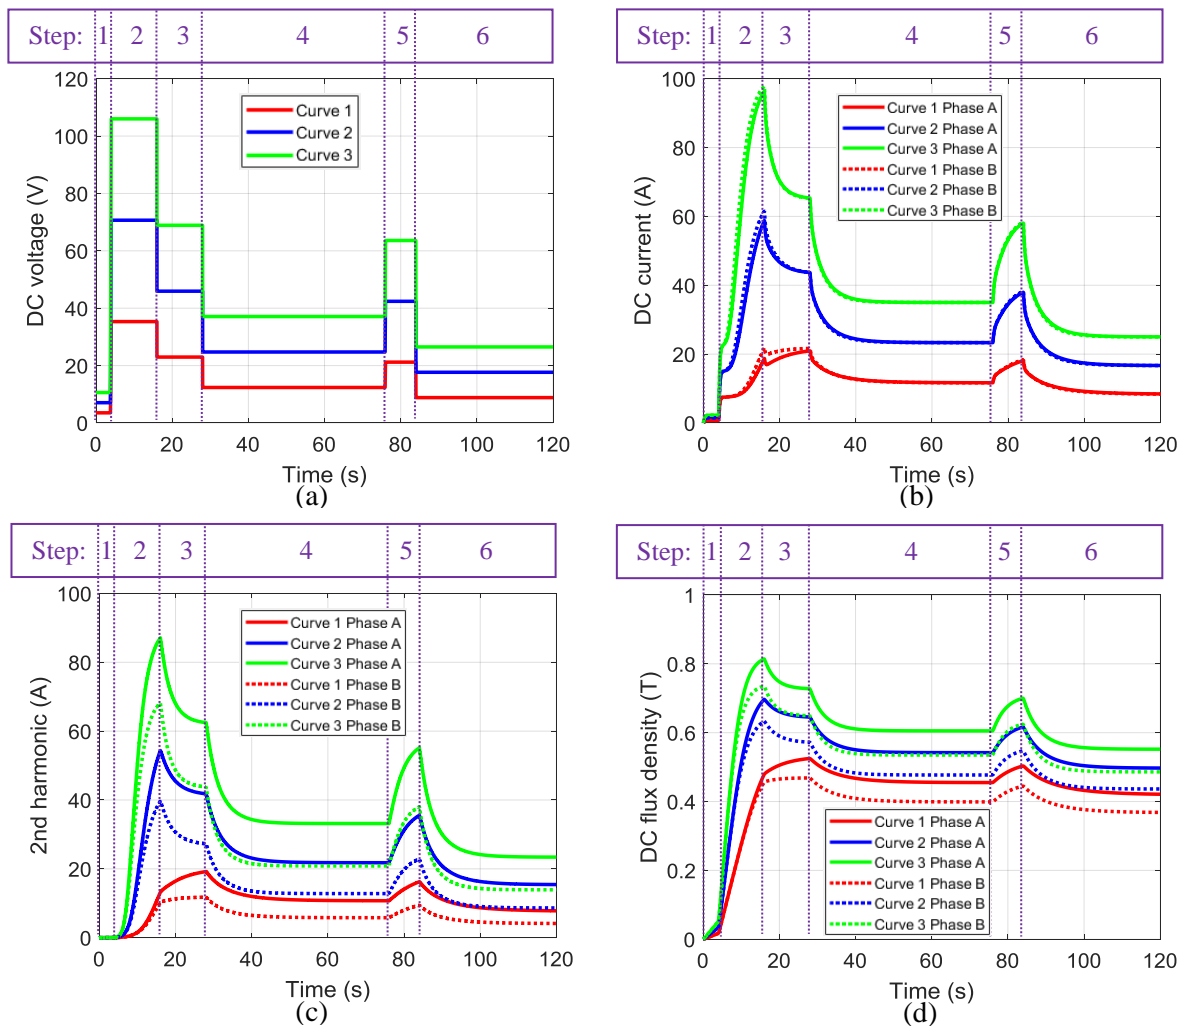 Step: 1 2 3 4 5 6
120
100
80
60
40
20
0
DC voltage (V)
Curve 1
Curve 2
Curve 3
0 20 40 60 80 100 120
Time (s)
(a)
Step: 1 2 3 4 5 6
100
80
60
40
20
0
DC current (A)
Curve 1 Phase A
Curve 2 Phase A
Curve 3 Phase A
Curve 1 Phase B
Curve 2 Phase B
Curve 3 Phase B
0 20 40 60 80 100 120
Time (s)
(b)
Step: 1 2 3 4 5 6
100
80
60
40
20
0
2nd harmonic (A)
Curve 1 Phase A
Curve 2 Phase A
Curve 3 Phase A
Curve 1 Phase B
Curve 2 Phase B
Curve 3 Phase B
0 20 40 60 80 100 120
Time (s)
(c)
Step: 1 2 3 4 5 6
1
0.8
0.6
0.4
0.2
0
DC flux density (T)
Curve 1 Phase A
Curve 2 Phase A
Curve 3 Phase A
Curve 1 Phase B
Curve 2 Phase B
Curve 3 Phase B
0 20 40 60 80 100 120
Time (s)
(d)